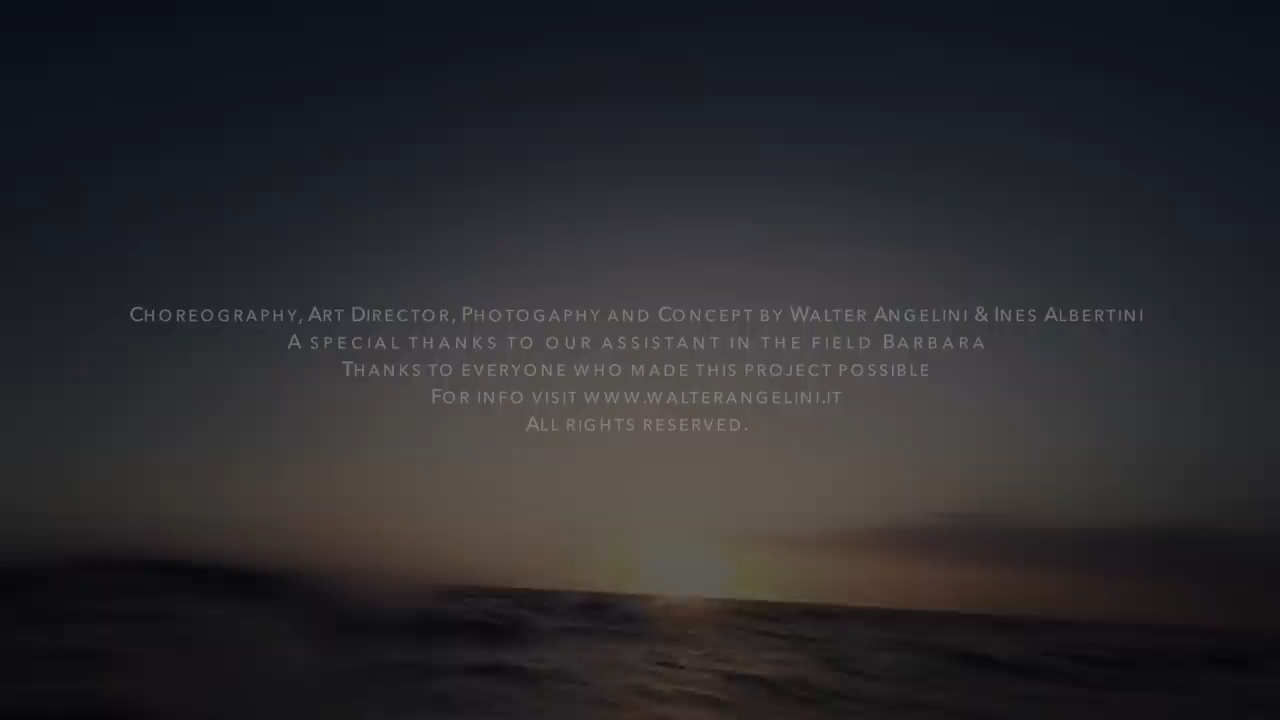 Choreography, Art Director, Photogaphy and Concept by Walter Angelini & Ines Albertini
A special thanks to our assistant in the field Barbara
Thanks to everyone who made this project possible
For info visit www.walterangelini.it
All rights reserved.